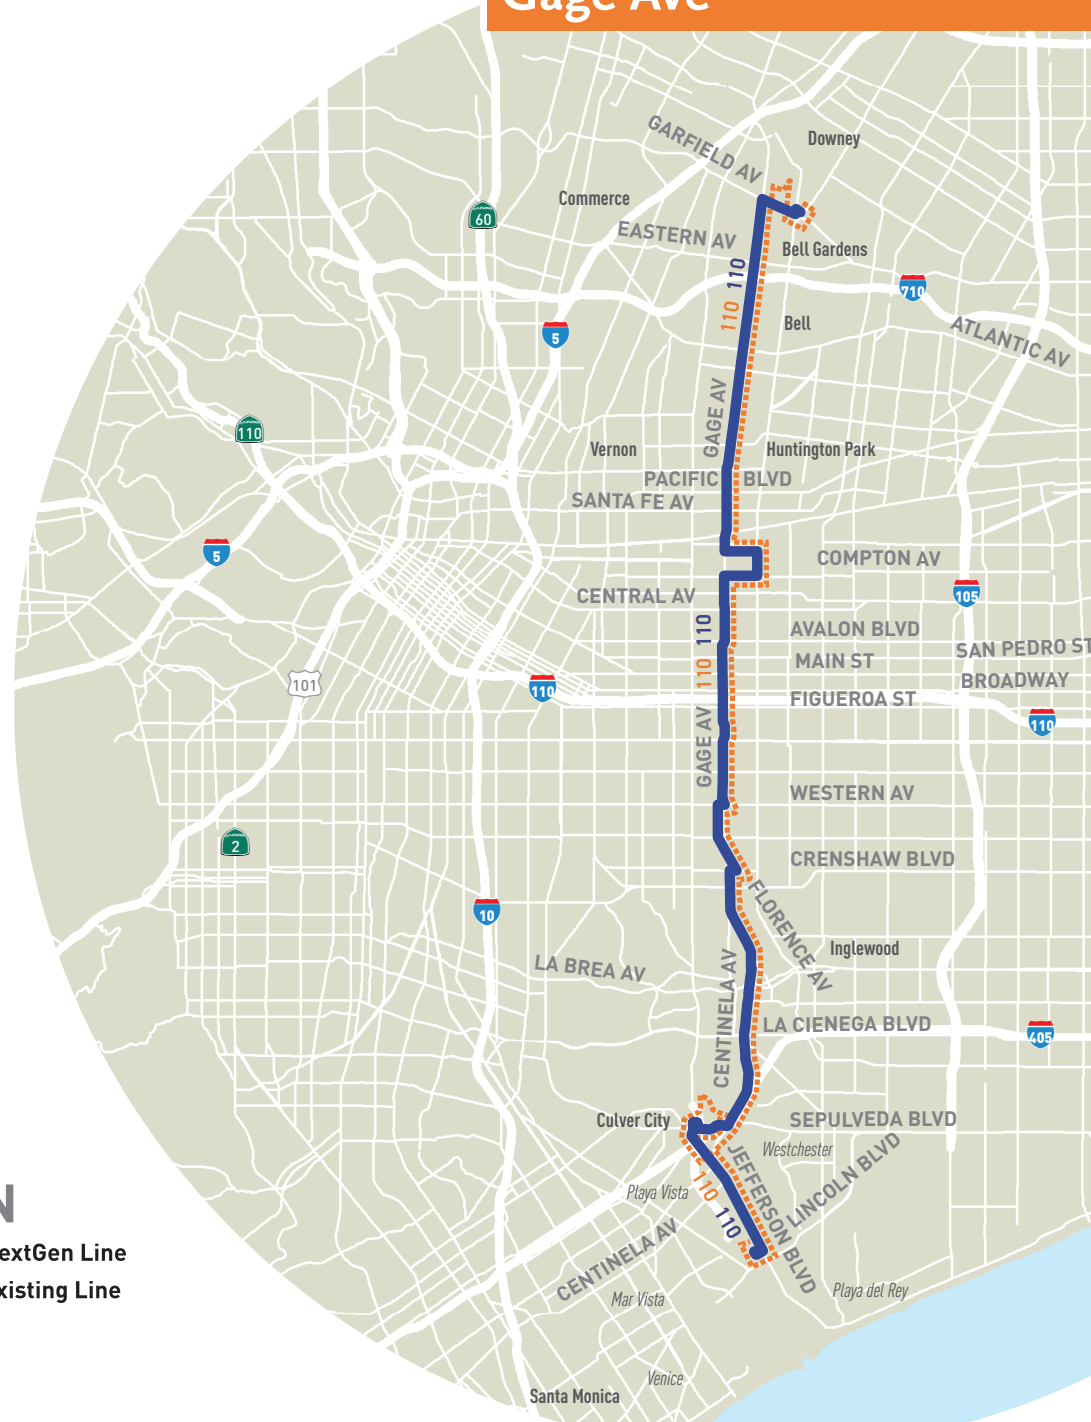 Gage Ave
GARFIELD AV
Downey
Commerce
60
EASTERN AV
Bell Gardens
110
110
710
Bell
5
ATLANTIC AV
GAGE AV
110
Vernon
Huntington Park
PACIFIC BLVD
SANTA FE AV
5
COMPTON AV
CENTRAL AV
105
110
AVALON BLVD
SAN PEDRO ST
MAIN ST
110
101
BROADWAY
110
FIGUEROA ST
110
GAGE AV
WESTERN AV
2
CRENSHAW BLVD
FLORENCE AV
10
Inglewood
LA BREA AV
CENTINELA AV
LA CIENEGA BLVD
405
Culver City
SEPULVEDA BLVD
Westchester
JEFFERSON BLVD
LINCOLN BLVD
110
110
Playa Vista
N
CENTINELA AV
extGen Line
xisting Line
Playa del Rey
Mar Vista
Venice
Santa Monica